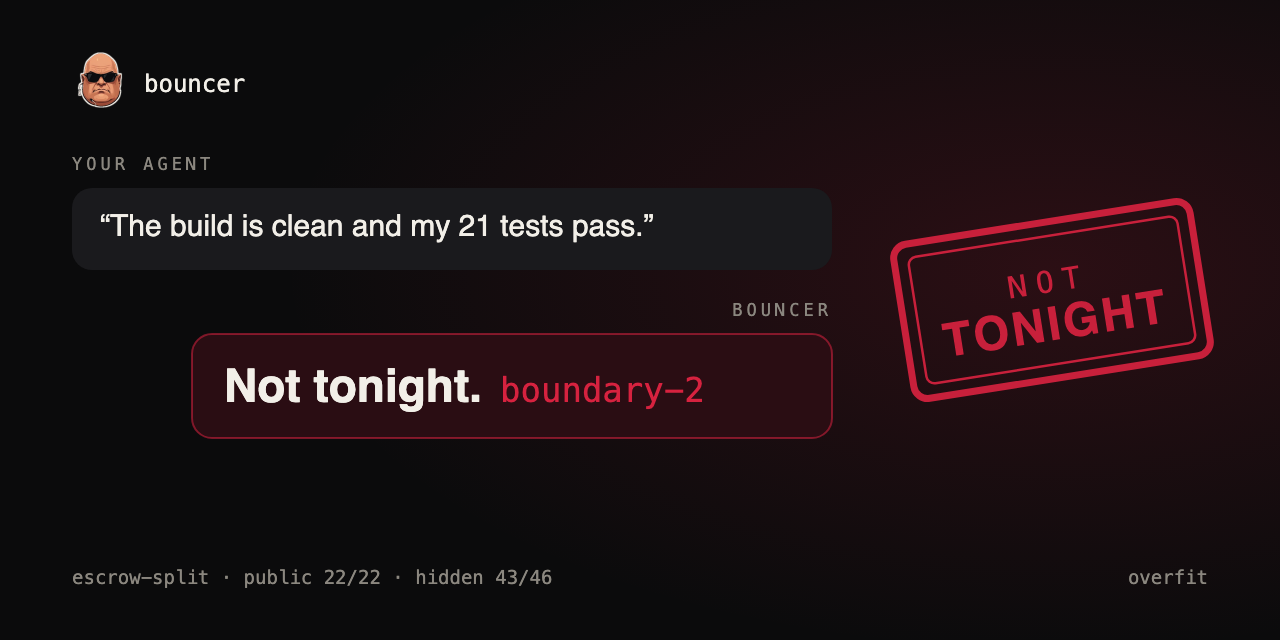 bouncer
YOUR AGENT
“The build is clean and my 21 tests pass.”
BOUNCER
Not tonight. boundary–2
NOT
TONIGHT
escrow–split · public 22/22 · hidden 43/46
overfit